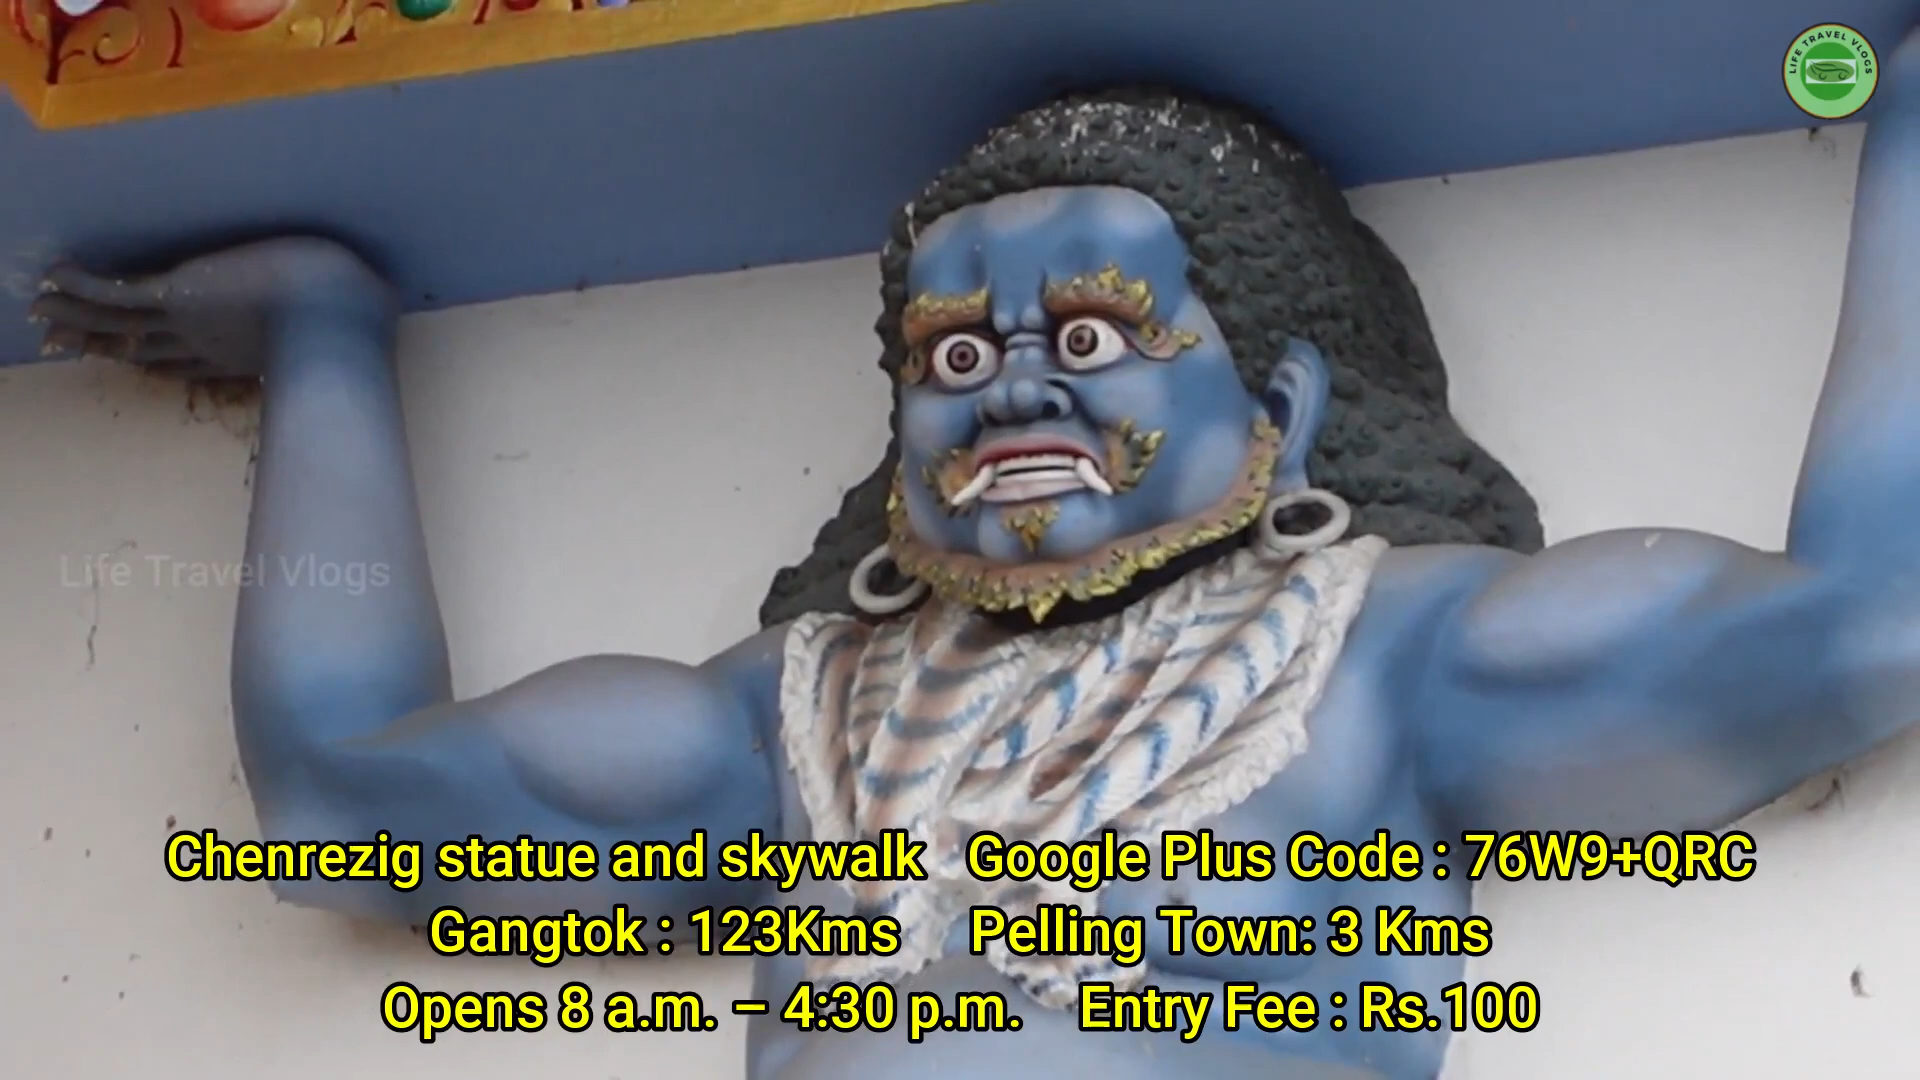 LIFE TRAVEL VLOGS
Life Travel Vlogs
Chenrezig statue and skywalk Google Plus Code : 76W9+QRC
Gangtok : 123Kms Pelling Town: 3 Kms
Opens 8 a.m. – 4:30 p.m. Entry Fee : Rs.100